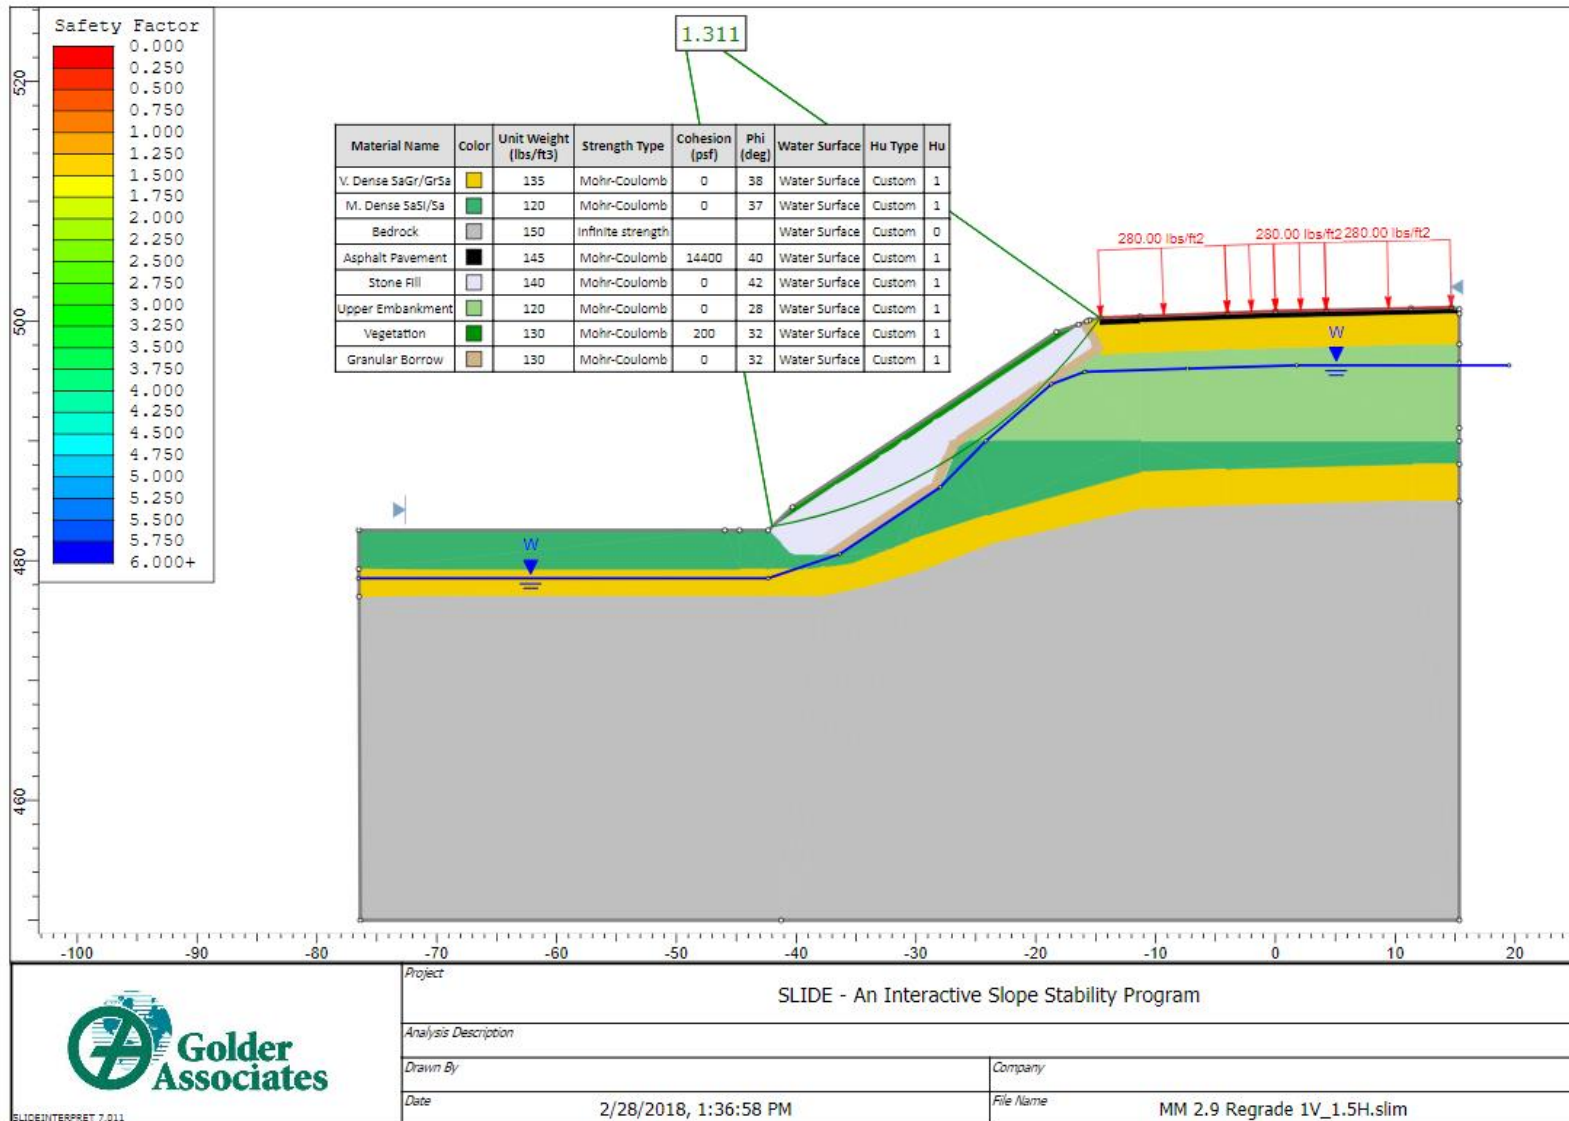 Safety Factor
0.000
0.250
0.500
0.750
1.000
1.250
1.500
1.750
2.000
2.250
2.500
2.750
3.000
3.250
3.500
3.750
4.000
4.250
4.500
4.750
5.000
5.250
5.500
5.750
6.000+
1.311
Material Name Color Unit Weight (lbs/ft3) Strength Type Cohesion (psf) Phi (deg) Water Surface Hu Type Hu
V. Dense SaGr/GrSa 135 Mohr-Coulomb 0 38 Water Surface Custom 1
M. Dense SaSi/Sa 120 Mohr-Coulomb 0 37 Water Surface Custom 1
Bedrock 150 Infinite strength Water Surface Custom 0
Asphalt Pavement 145 Mohr-Coulomb 14400 40 Water Surface Custom 1
Stone Fill 140 Mohr-Coulomb 0 42 Water Surface Custom 1
Upper Embankment 120 Mohr-Coulomb 0 28 Water Surface Custom 1
Vegetation 130 Mohr-Coulomb 200 32 Water Surface Custom 1
Granular Borrow 130 Mohr-Coulomb 0 32 Water Surface Custom 1
280.00 lbs/ft2 280.00 lbs/ft2 280.00 lbs/ft2
W
W
520
500
480
460
-100 -90 -80 -70 -60 -50 -40 -30 -20 -10 0 10 20
Golder
Associates
SLIDEINTERPRET 7.011
Project
SLIDE - An Interactive Slope Stability Program
Analysis Description
Drawn By
Company
Date
2/28/2018, 1:36:58 PM
File Name
MM 2.9 Regrade 1V_1.5H.slim